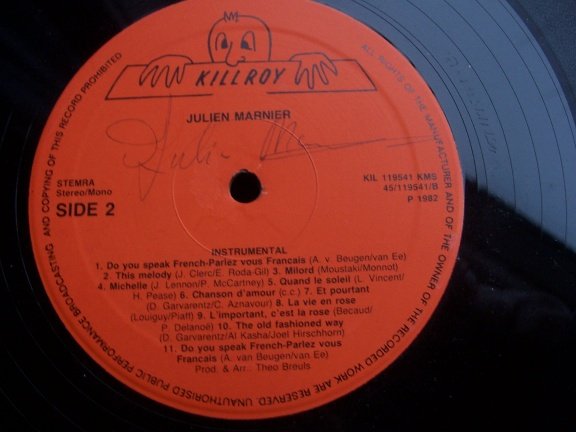 KILLROY
JULIEN MARNIER
Julien
STEMRA
Stereo/Mono
SIDE 2
KIL 119541 KMS
45/119541/B
P 1982
INSTRUMENTAL
1. Do you speak French-Parlez vous Francais (A. v. Beugen/van Ee)
2. This melody (J. Clerc/E. Roda-Gil) 3. Milord (Moustaki/Monnot)
4. Michelle (J. Lennon/P. McCartney) 5. Quand le soleil (L. Vincent/
H. Pease) 6. Chanson d'amour (c.c.) 7. Et pourtant
(D. Garvarentz/C. Aznavour) 8. La vie en rose
(Louiguy/Piaff) 9. L'important, c'est la rose (Becaud/
P. Delanoë) 10. The old fashioned way
(D. Garvarentz/Al Kasha/Joel Hirschhorn)
11. Do you speak French-Parlez vous
Francais (A. van Beugen/van Ee)
Prod. & Arr.. Theo Breuls
ALL RIGHTS OF THE MANUFACTURER AND OF THE OWNER OF THE RECORDED WORK ARE RESERVED. UNAUTHORISED PUBLIC PERFORMANCE BROADCASTING AND COPYING OF THIS RECORD PROHIBITED